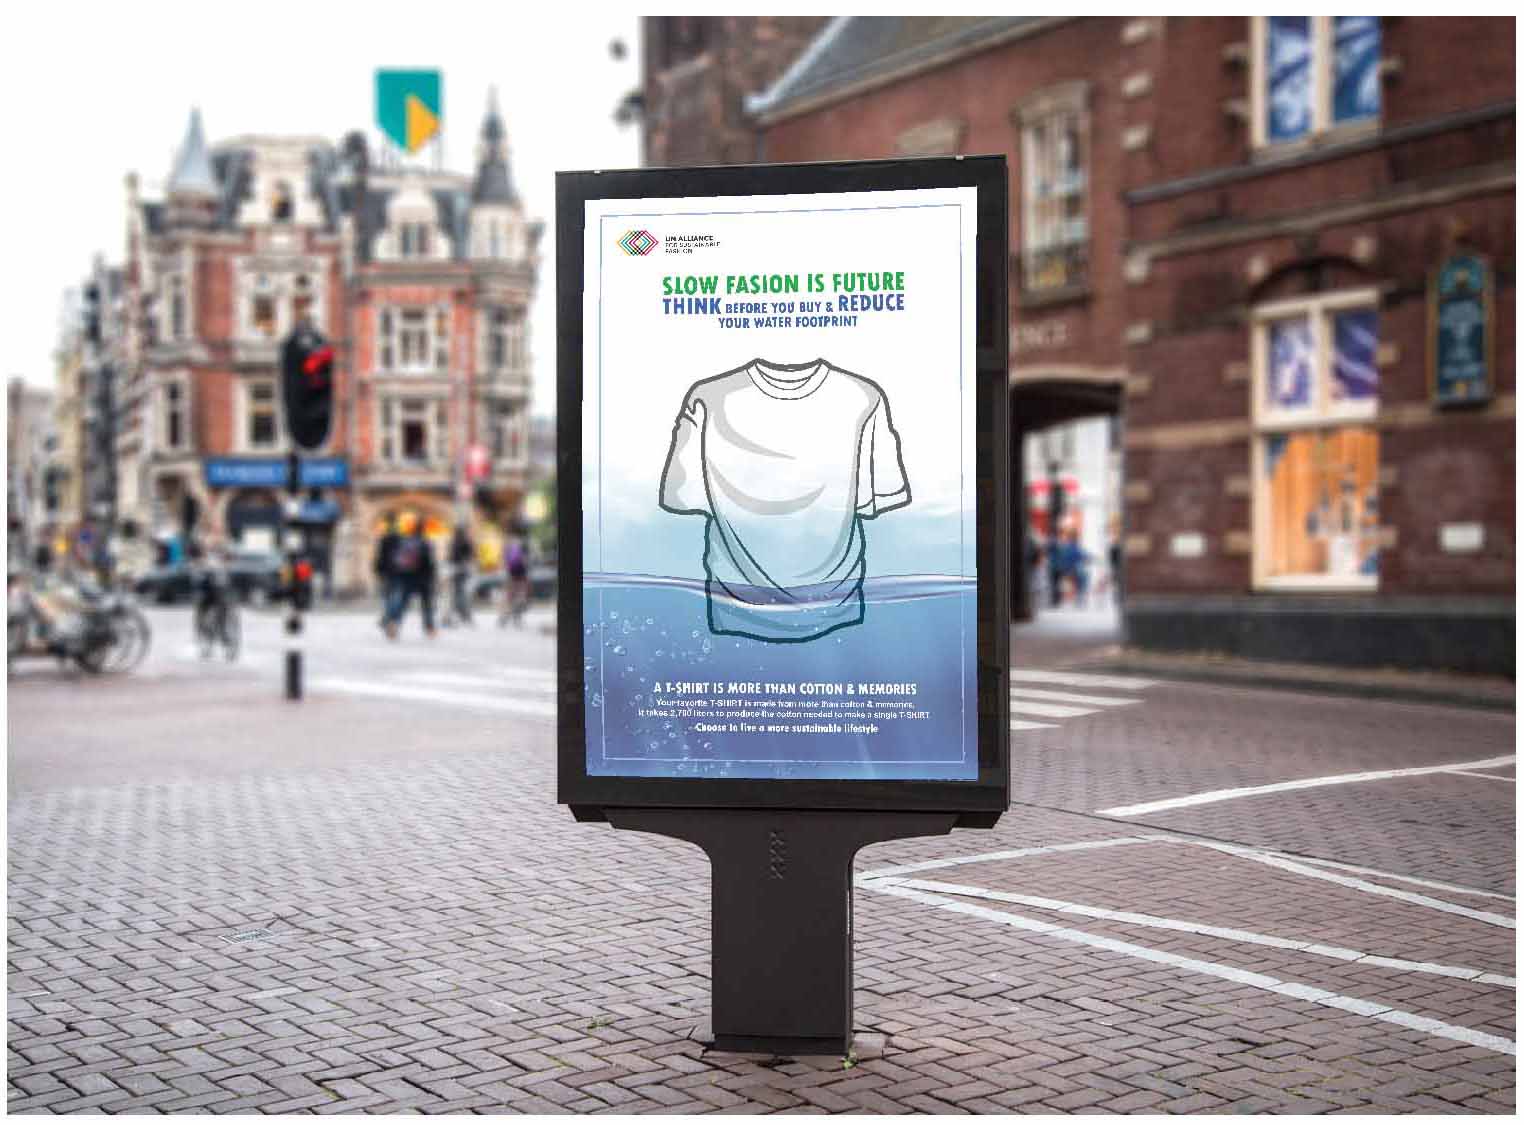 UN ALLIANCE
FOR SUSTAINABLE
FASHION
SLOW FASION IS FUTURE
THINK BEFORE YOU BUY & REDUCE
YOUR WATER FOOTPRINT
A T-SHIRT IS MORE THAN COTTON & MEMORIES
Your favorite T-SHIRT is made from more than cotton & memories,
it takes 2,700 liters to produce the cotton needed to make a single T-SHIRT
Choose to live a more sustainable lifestyle